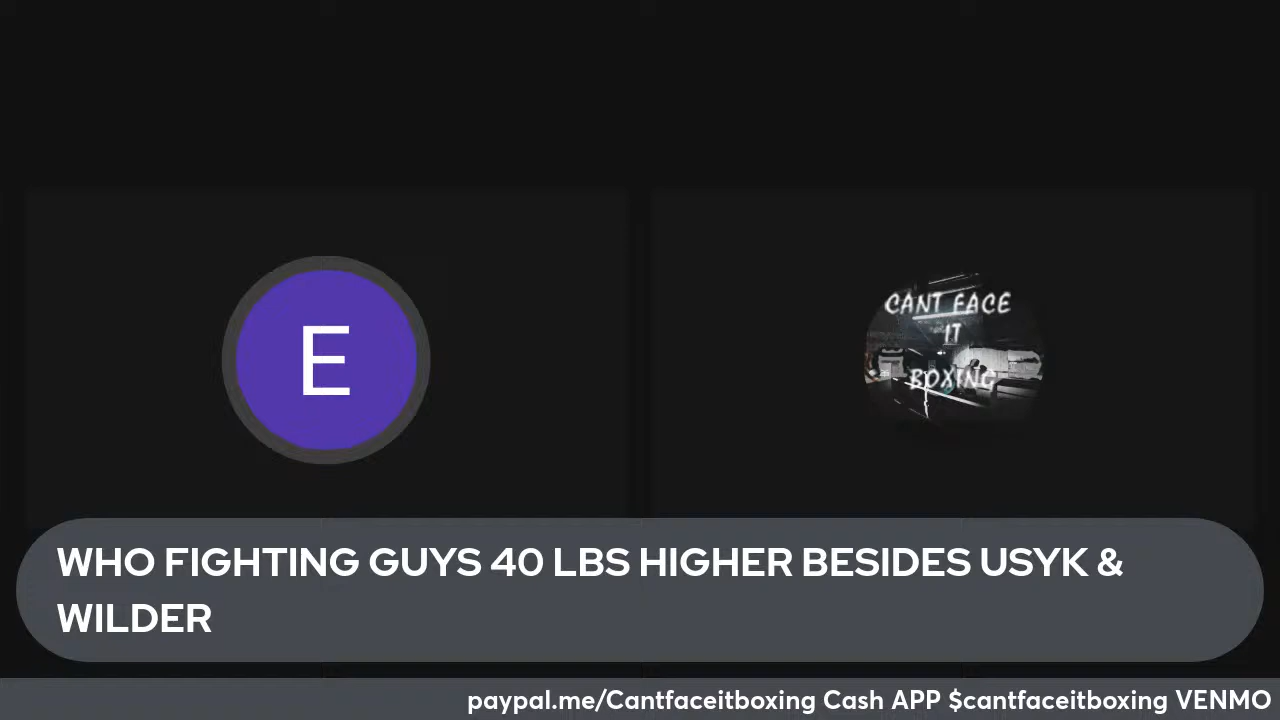 E
CANT FACE
IT
BOXING
WHO FIGHTING GUYS 40 LBS HIGHER BESIDES USYK &
WILDER
paypal.me/Cantfaceitboxing Cash APP $cantfaceitboxing VENMO